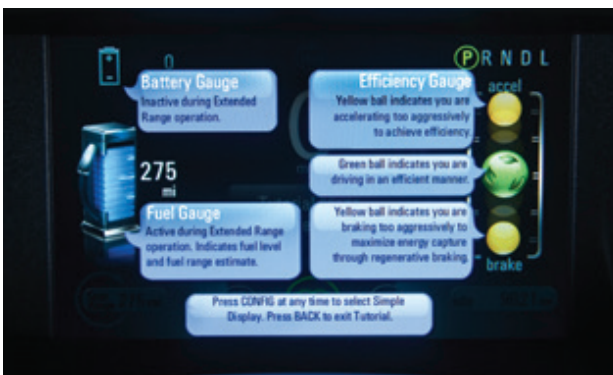 0
P R N D L
Battery Gauge
Inactive during Extended
Range operation.
Efficiency Gauge
Yellow ball indicates you are
accelerating too aggressively
to achieve efficiency.
accel
Green ball indicates you are
driving in an efficient manner.
275
mi
Fuel Gauge
Active during Extended Range
operation. Indicates fuel level
and fuel range estimate.
Yellow ball indicates you are
braking too aggressively to
maximize energy capture
through regenerative braking.
brake
Press CONFIG at any time to select Simple
Display. Press BACK to exit Tutorial.